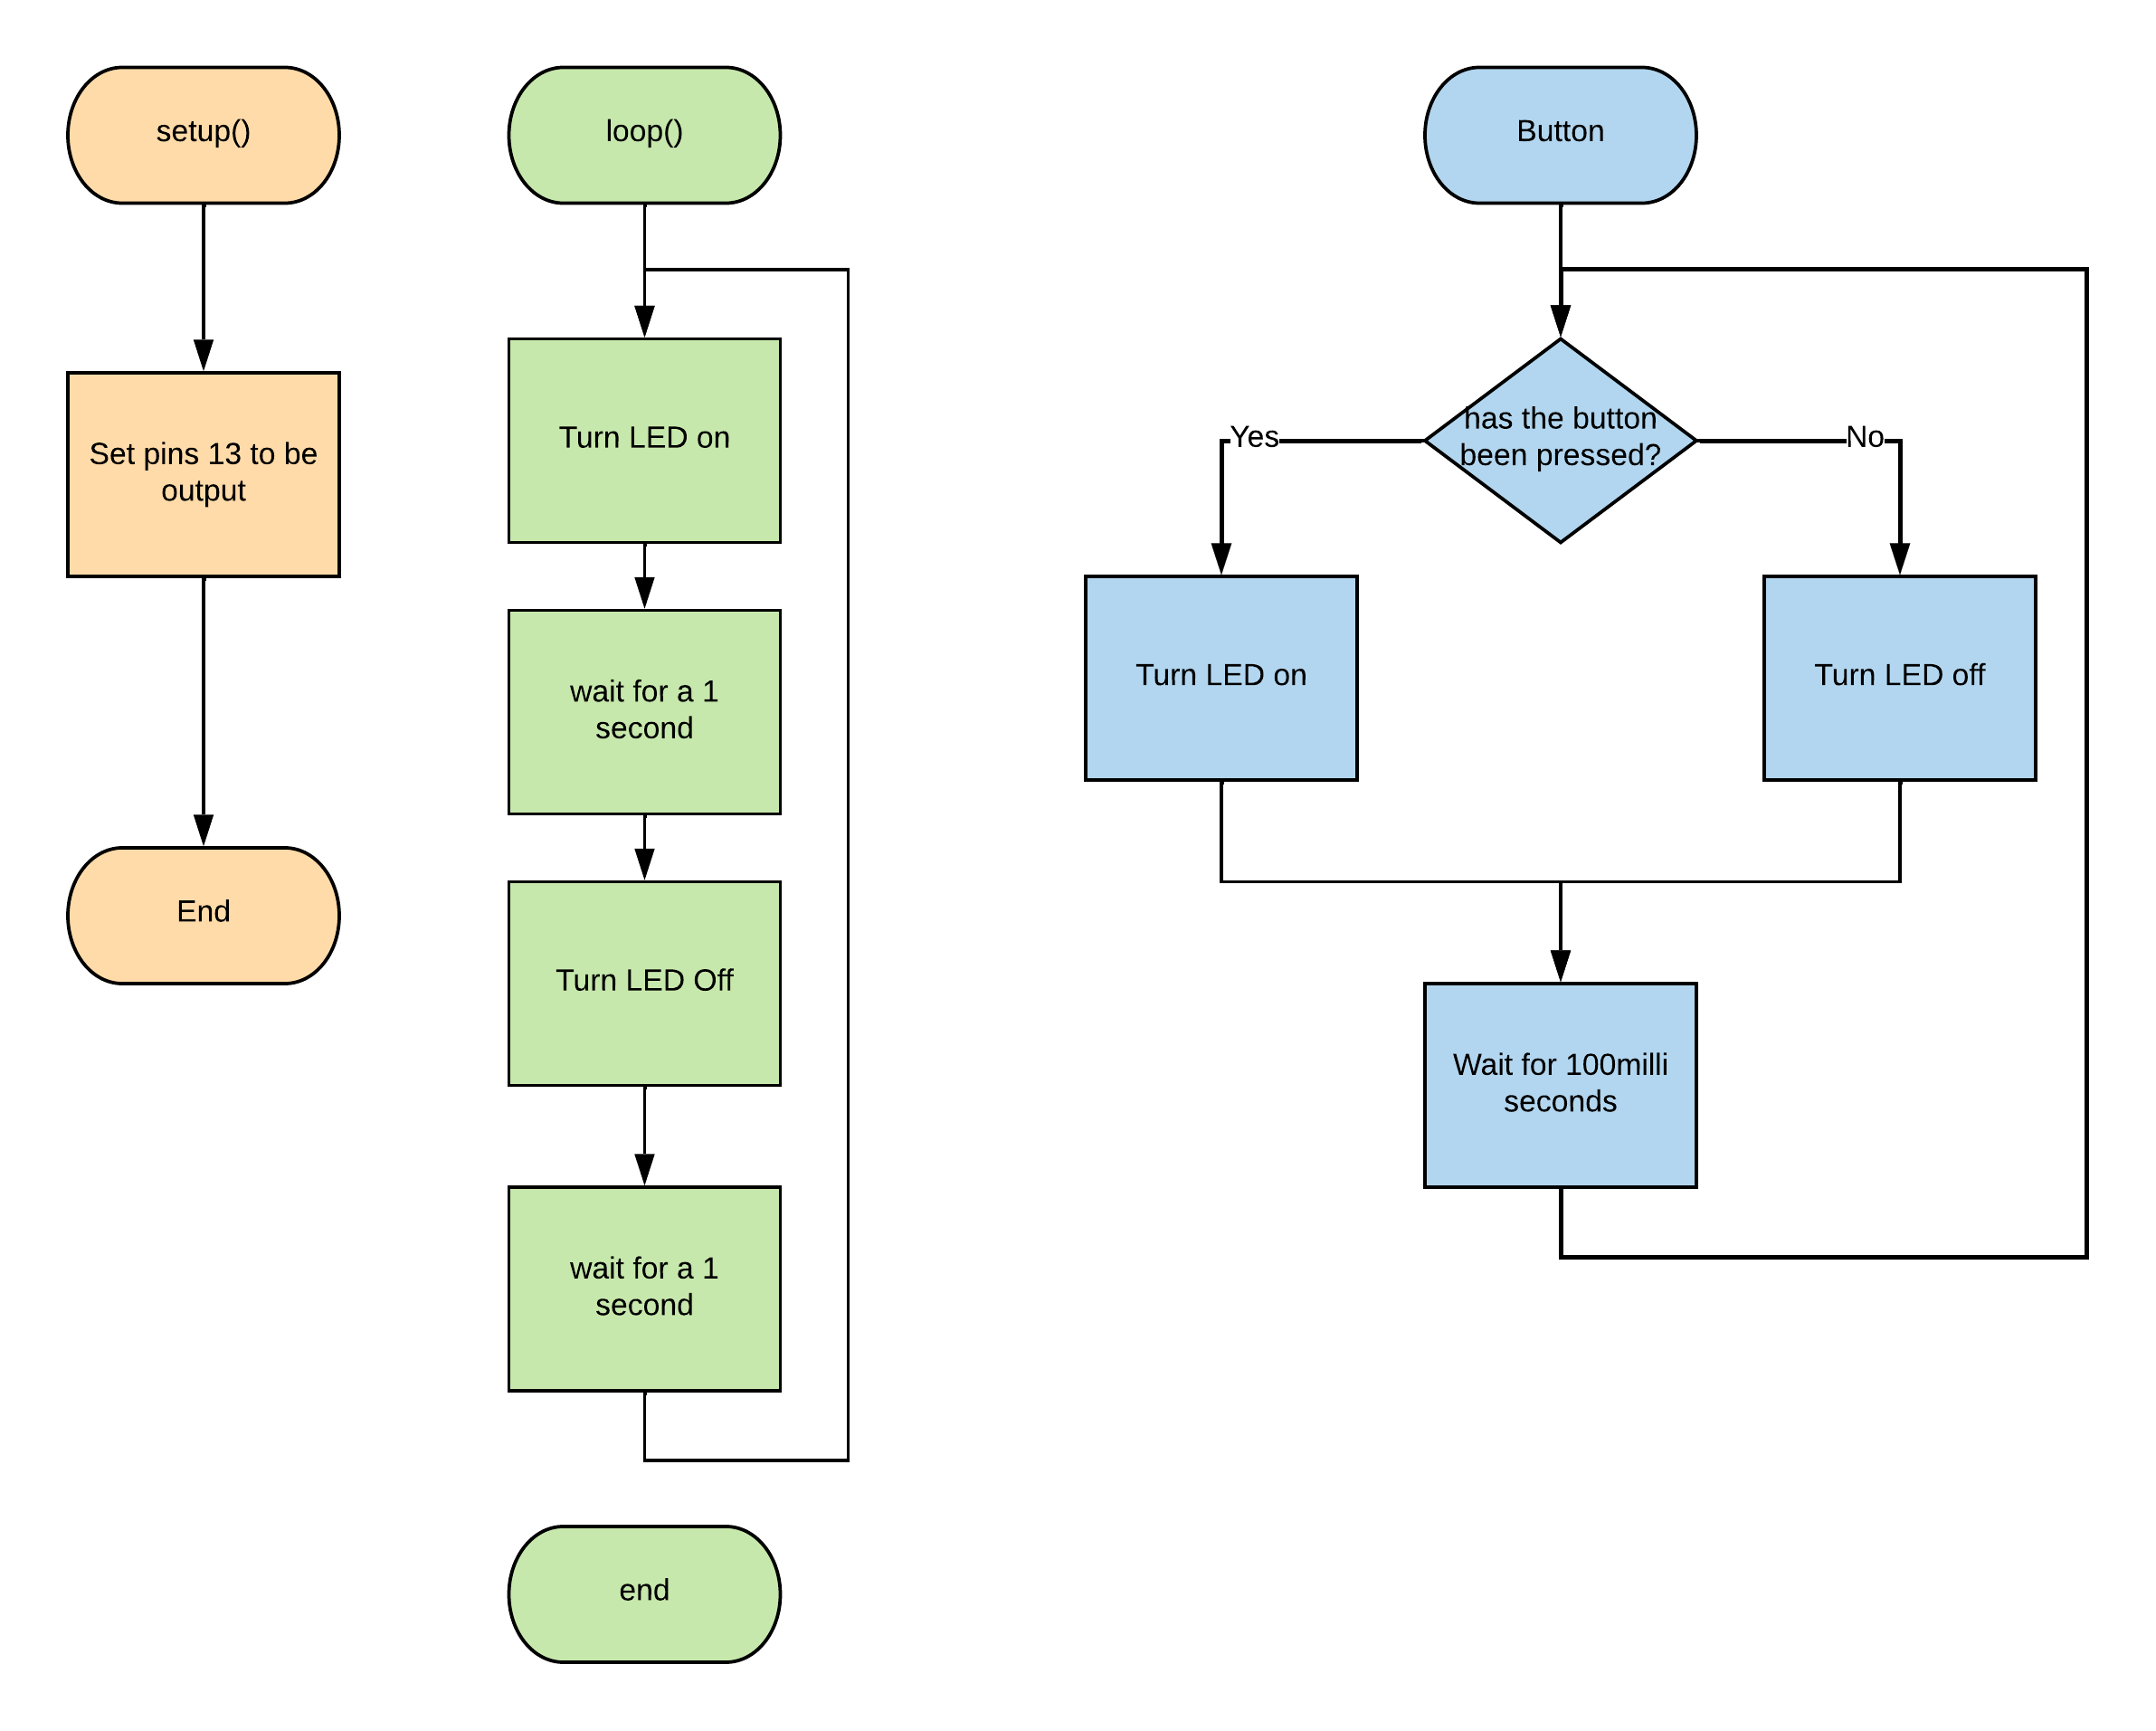 setup()
Set pins 13 to be
output
End
loop()
Turn LED on
wait for a 1
second
Turn LED Off
wait for a 1
second
end
Button
has the button
been pressed?
Yes
No
Turn LED on
Turn LED off
Wait for 100milli
seconds